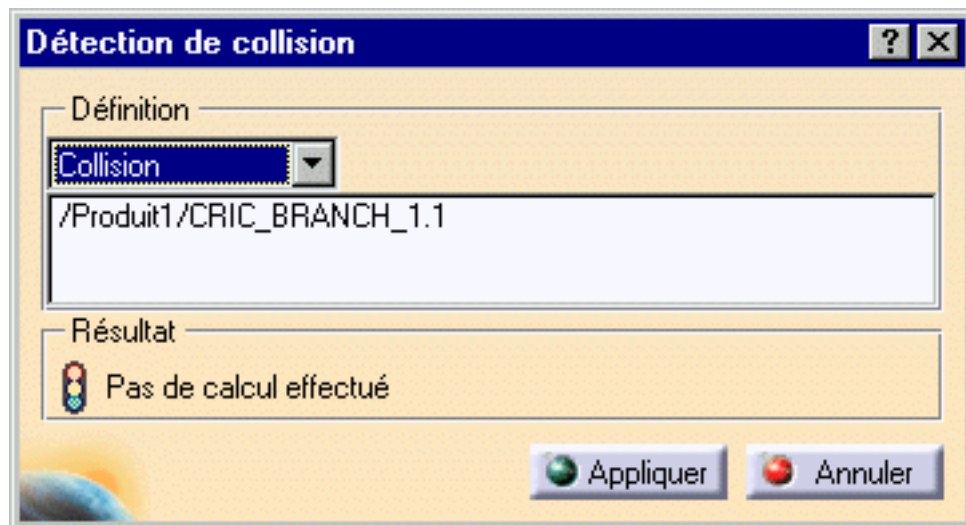 Détection de collision
Définition
Collision
/Produit1/CRIC_BRANCH_1.1
Résultat
Pas de calcul effectué
Appliquer Annuler